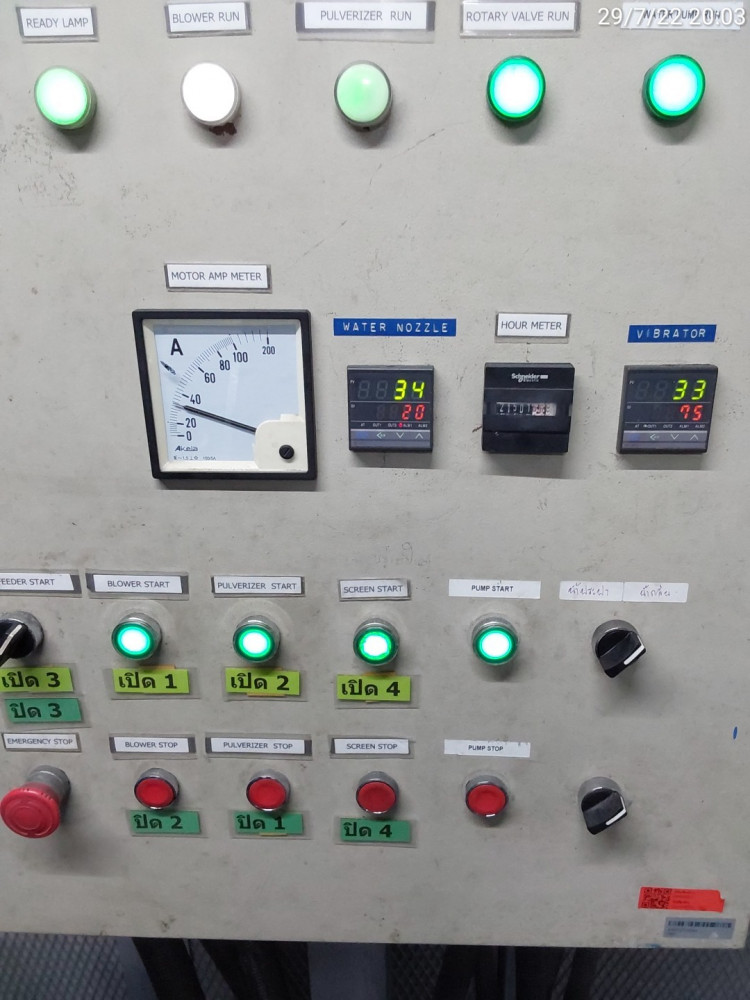 29/7/22 20:03
READY LAMP
BLOWER RUN
PULVERIZER RUN
ROTARY VALVE RUN
WATER PUMP RUN
MOTOR AMP METER
WATER NOZZLE
HOUR METER
VIBRATOR
A
0
20
40
60
80
100
200
34
20
Schneider
Electric
33
75
FEEDER START
BLOWER START
PULVERIZER START
SCREEN START
PUMP START
เปิด 3
เปิด 1
เปิด 2
เปิด 4
ปิด 3
EMERGENCY STOP
BLOWER STOP
PULVERIZER STOP
SCREEN STOP
PUMP STOP
ปิด 2
ปิด 1
ปิด 4